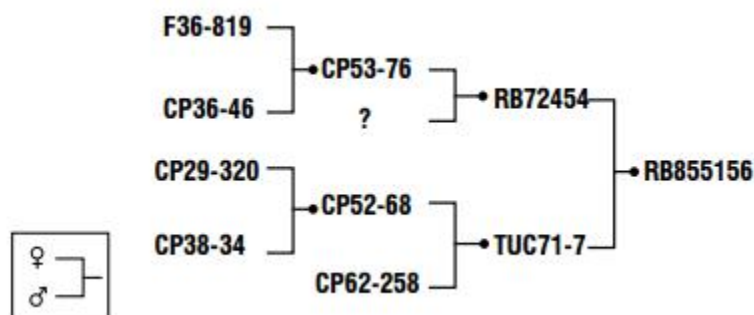 F36-819
CP53-76
CP36-46
?
RB72454
CP29-320
RB855156
CP52-68
CP38-34
TUC71-7
CP62-258
♀
♂